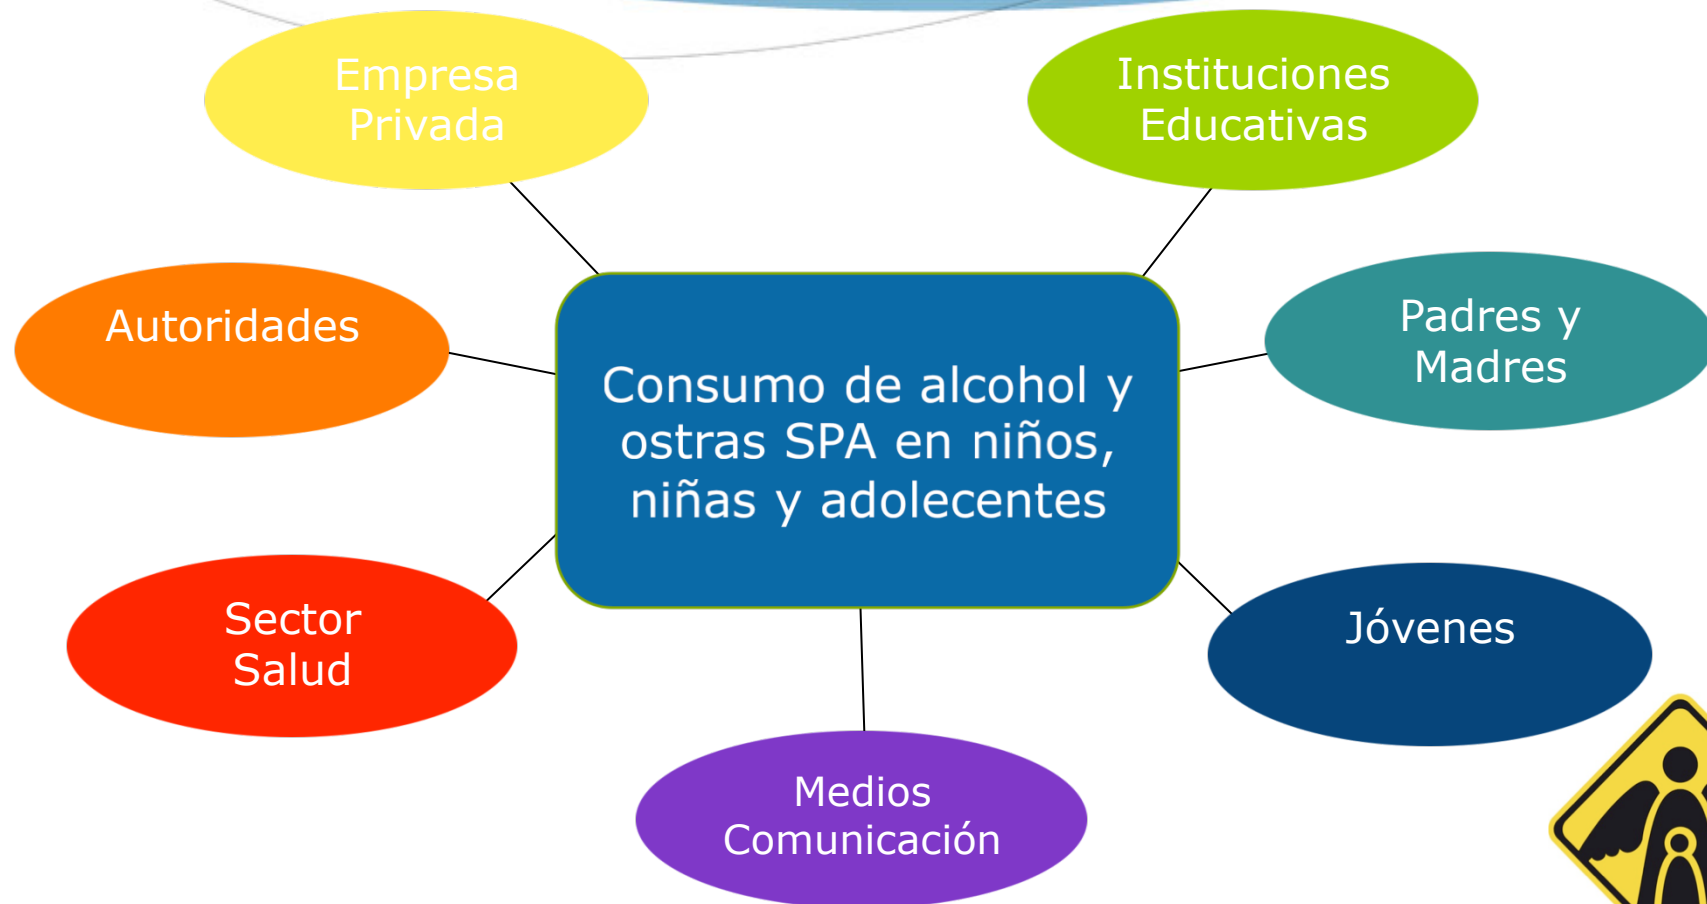 Empresa
Privada
Instituciones
Educativas
Autoridades
Padres y
Madres
Consumo de alcohol y
ostras SPA en niños,
niñas y adolecentes
Sector
Salud
Jóvenes
Medios
Comunicación